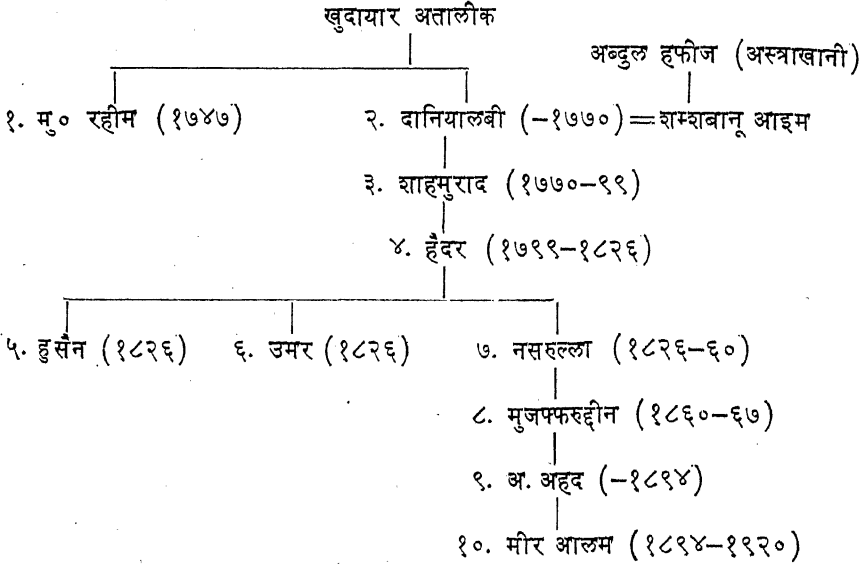 खुदायार अतालीक
अब्दुल हफीज (अस्त्राखानी)
१. मु० रहीम (१७४७) २. दानियालबी (-१७७०)=शम्शबानू आइम
३. शाहमुराद (१७७०-९९)
४. हैदर (१७९९-१८२६)
५. हुसैन (१८२६) ६. उमर (१८२६) ७. नसरुल्ला (१८२६-६०)
८. मुजफ्फरुद्दीन (१८६०-६७)
९. अ. अहद (-१८९४)
१०. मीर आलम (१८९४-१९२०)